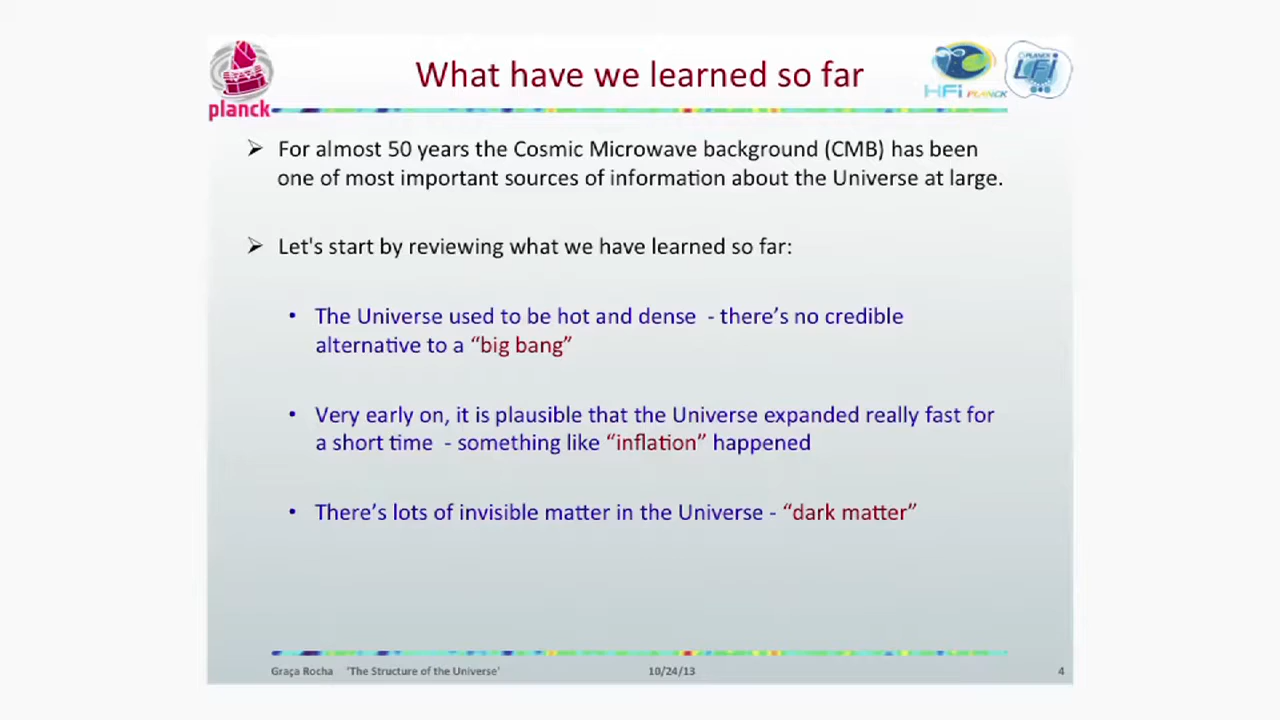 What have we learned so far
planck
HFi PLANCK
PLANCK
LFi
➢ For almost 50 years the Cosmic Microwave background (CMB) has been
one of most important sources of information about the Universe at large.
➢ Let's start by reviewing what we have learned so far:
• The Universe used to be hot and dense - there’s no credible
alternative to a “big bang”
• Very early on, it is plausible that the Universe expanded really fast for
a short time - something like “inflation” happened
• There’s lots of invisible matter in the Universe - “dark matter”
Graça Rocha ‘The Structure of the Universe’ 10/24/13 4